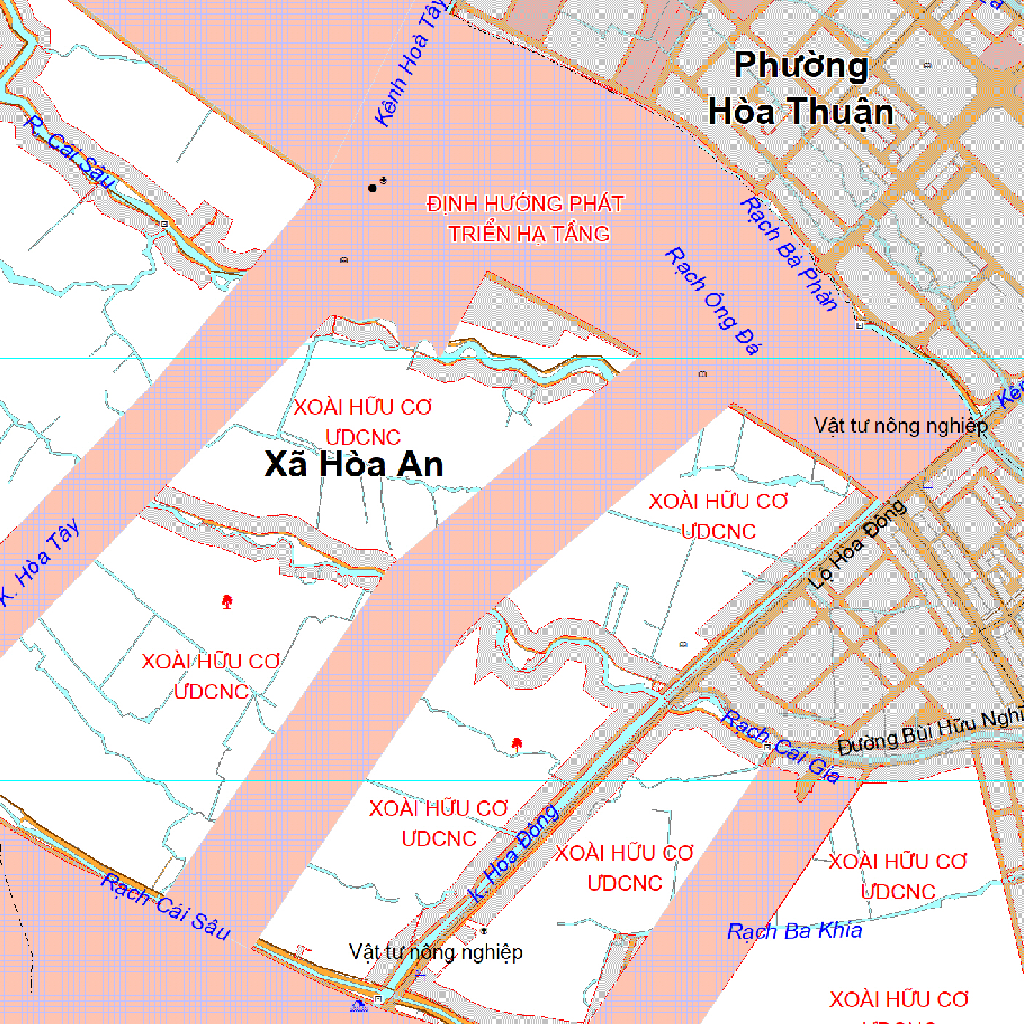 Kênh Hoà Tây
Phường
Hòa Thuận
R. Cái Sâu
ĐỊNH HƯỚNG PHÁT
TRIỂN HẠ TẦNG
Rạch Bà Phản
Rạch Ông Đá
XOÀI HỮU CƠ
ƯDCNC
Vật tư nông nghiệp
Xã Hòa An
XOÀI HỮU CƠ
ƯDCNC
Lộ Hòa Đông
K. Hòa Tây
XOÀI HỮU CƠ
ƯDCNC
Rạch Cái Gia
Đường Bùi Hữu Nghĩ
XOÀI HỮU CƠ
ƯDCNC
K. Hòa Đông
XOÀI HỮU CƠ
ƯDCNC
XOÀI HỮU CƠ
ƯDCNC
Rạch Cái Sâu
Rạch Ba Khía
Vật tư nông nghiệp
XOÀI HỮU CƠ